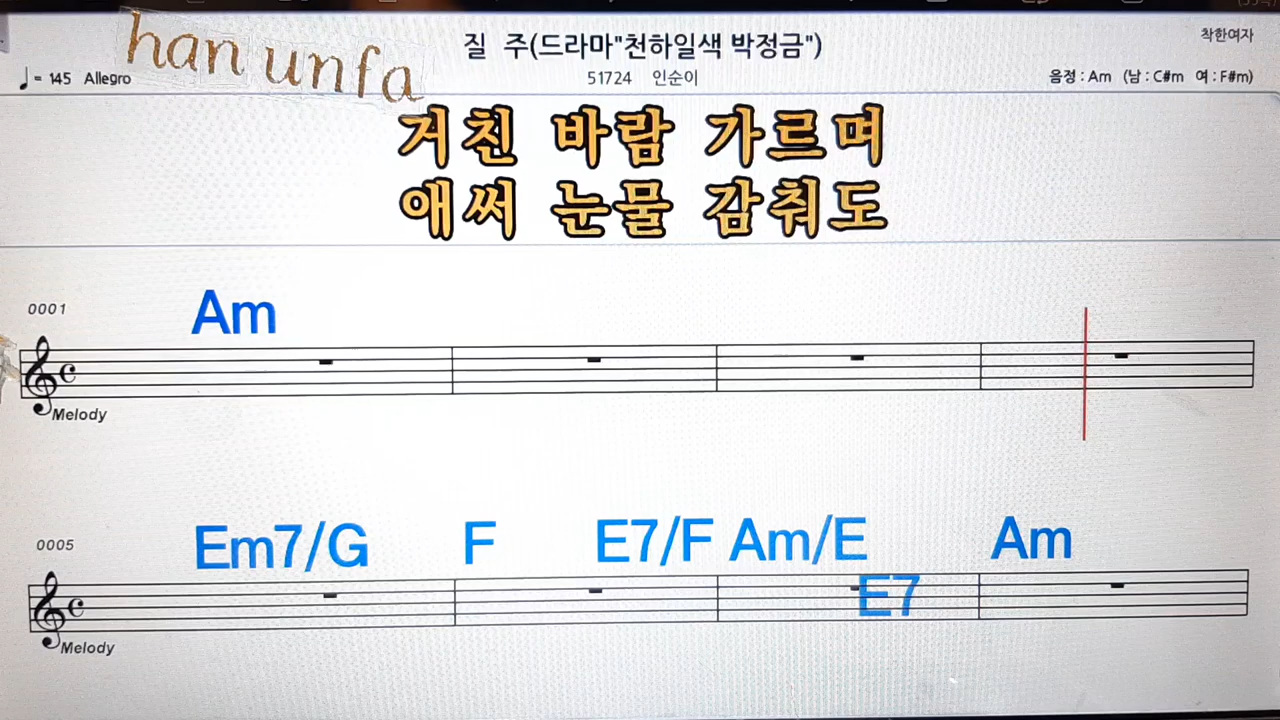 han unfa
질 주(드라마"천하일색 박정금")
착한여자
♩ = 145 Allegro
51724 인순이
음정 : Am (남 : C#m 여 : F#m)
거친 바람 가르며
애써 눈물 감춰도
0001
Am
Melody
0005
Em7/G F E7/F Am/E Am
E7
Melody